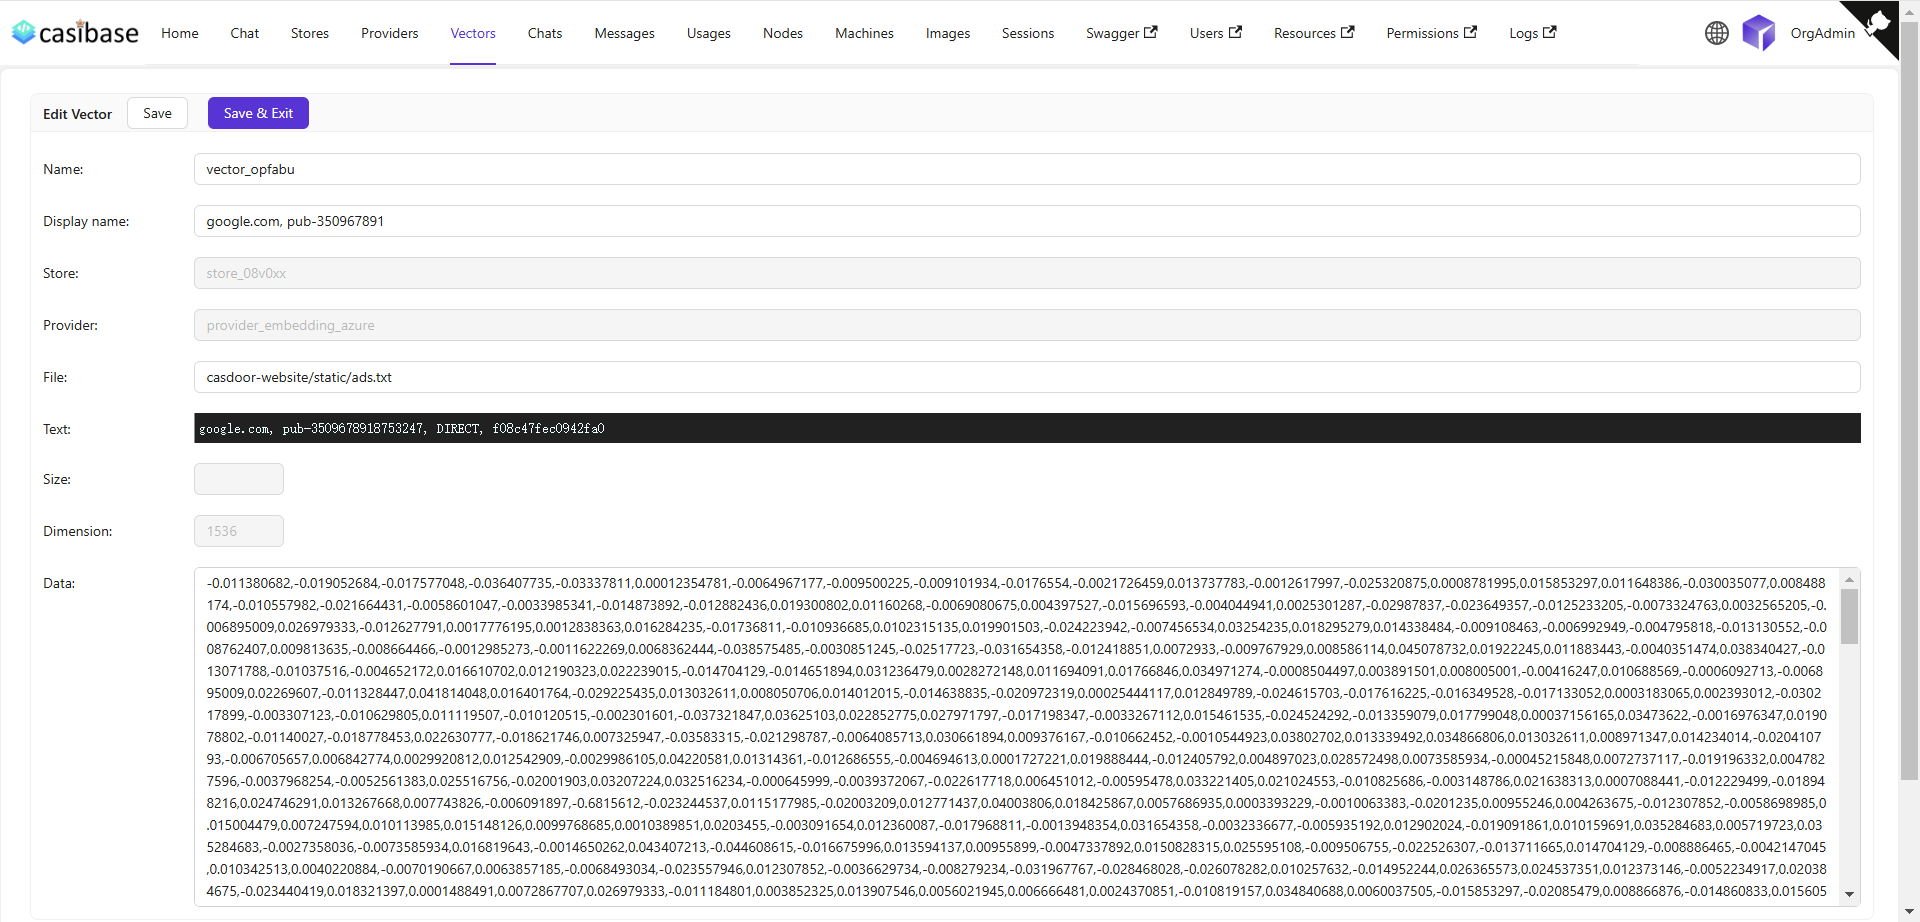 casibase Home Chat Stores Providers Vectors Chats Messages Usages Nodes Machines Images Sessions Swagger Users Resources Permissions Logs OrgAdmin
Edit Vector Save Save & Exit
Name: vector_opfabu
Display name: google.com, pub-350967891
Store: store_08v0xx
Provider: provider_embedding_azure
File: casdoor-website/static/ads.txt
Text: google.com, pub-3509678918753247, DIRECT, f08c47fec0942fa0
Size:
Dimension: 1536
Data: -0.011380682,-0.019052684,-0.017577048,-0.036407735,-0.03337811,0.00012354781,-0.0064967177,-0.009500225,-0.009101934,-0.0176554,-0.0021726459,0.013737783,-0.0012617997,-0.025320875,0.0008781995,0.015853297,0.011648386,-0.030035077,0.008488
174,-0.010557982,-0.021664431,-0.0058601047,-0.0033985341,-0.014873892,-0.012882436,0.019300802,0.01160268,-0.0069080675,0.004397527,-0.015696593,-0.004044941,0.0025301287,-0.02987837,-0.023649357,-0.0125233205,-0.0073324763,0.0032565205,-0.
006895009,0.026979333,-0.012627791,0.0017776195,0.0012838363,0.016284235,-0.01736811,-0.010936685,0.0102315135,0.019901503,-0.024223942,-0.007456534,0.03254235,0.018295279,0.014338484,-0.009108463,-0.006992949,-0.004795818,-0.013130552,-0.0
08762407,0.009813635,-0.008664466,-0.0012985273,-0.0011622269,0.0068362444,-0.038575485,-0.0030851245,-0.02517723,-0.031654358,-0.012418851,0.0072933,-0.009767929,0.008586114,0.045078732,0.01922245,0.011883443,-0.0040351474,0.038340427,-0.0
13071788,-0.01037516,-0.004652172,0.016610702,0.012190323,0.022239015,-0.014704129,-0.014651894,0.031236479,0.0028272148,0.011694091,0.01766846,0.034971274,-0.0008504497,0.003891501,0.008005001,-0.00416247,0.010688569,-0.0006092713,-0.006
895009,0.02269607,-0.011328447,0.041814048,0.016401764,-0.029225435,0.013032611,0.008050706,0.014012015,-0.014638835,-0.020972319,0.00025444117,0.012849789,-0.024615703,-0.017616225,-0.016349528,-0.017133052,0.0003183065,0.002393012,-0.0302
17899,-0.003307123,-0.010629805,0.011119507,-0.010120515,-0.002301601,-0.037321847,0.03625103,0.022852775,0.027971797,-0.017198347,-0.0033267112,0.015461535,-0.024524292,-0.013359079,0.017799048,0.00037156165,0.03473622,-0.0016976347,0.019
078802,-0.01140027,-0.018778453,0.022630777,-0.018621746,0.007325947,-0.03583315,-0.021298787,-0.0064085713,0.030661894,0.009376167,-0.010662452,-0.0010544923,0.03802702,0.013339492,0.034866806,0.013032611,0.008971347,0.014234014,-0.0204107
93,-0.006705657,0.006842774,0.0029920812,0.012542909,-0.0029986105,0.04220581,0.01314361,-0.012686555,-0.004694613,0.0001727221,0.019888444,-0.012405792,0.004897023,0.028572498,0.0073585934,-0.00045215848,0.0072737117,-0.019196332,0.004782
7596,-0.0037968254,-0.0052561383,0.025516756,-0.02001903,0.03207224,0.032516234,-0.000645999,-0.0039372067,-0.022617718,0.006451012,-0.00595478,0.033221405,0.021024553,-0.010825686,-0.003148786,0.021638313,0.0007088441,-0.012229499,-0.01894
8216,0.024746291,0.013267668,0.007743826,-0.006091897,-0.6815612,-0.023244537,0.0115177985,-0.02003209,0.012771437,0.04003806,0.018425867,0.0057686935,0.0003393229,-0.0010063383,-0.0201235,0.00955246,0.004263675,-0.012307852,-0.0058698985,0
.015004479,0.007247594,0.010113985,0.015148126,0.0099768685,0.0010389851,0.0203455,-0.003091654,0.012360087,-0.017968811,-0.0013948354,0.031654358,-0.0032336677,-0.005935192,0.012902024,-0.019091861,0.010159691,0.035284683,0.005719723,0.03
5284683,-0.0027358036,-0.0073585934,0.016819643,-0.0014650262,0.043407213,-0.044608615,-0.016675996,0.013594137,0.00955899,-0.0047337892,0.0150828315,0.025595108,-0.009506755,-0.022526307,-0.013711665,0.014704129,-0.008886465,-0.0042147045
,0.010342513,0.0040220884,-0.0070190667,0.0063857185,-0.0068493034,-0.023557946,0.012307852,-0.0036629734,-0.008279234,-0.031967767,-0.028468028,-0.026078282,0.010257632,-0.014952244,0.026365573,0.024537351,0.012373146,-0.0052234917,0.0203
84675,-0.023440419,0.018321397,0.0001488491,0.0072867707,0.026979333,-0.011184801,0.003852325,0.013907546,0.0056021945,0.006666481,0.0024370851,-0.010819157,0.034840688,0.0060037505,-0.015853297,-0.02085479,0.008866876,-0.014860833,0.015605